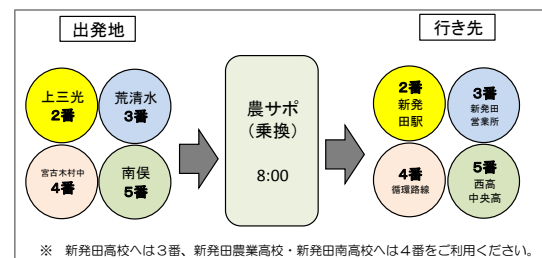 出発地
上三光
2番
荒清水
3番
宮古木村中
4番
南俣
5番
農サポ
(乗換)
8:00
行き先
2番
新発
田駅
3番
新発田
営業所
4番
循環路線
5番
西高
中央高
※ 新発田高校へは3番、新発田農業高校・新発田南高校へは4番をご利用ください。